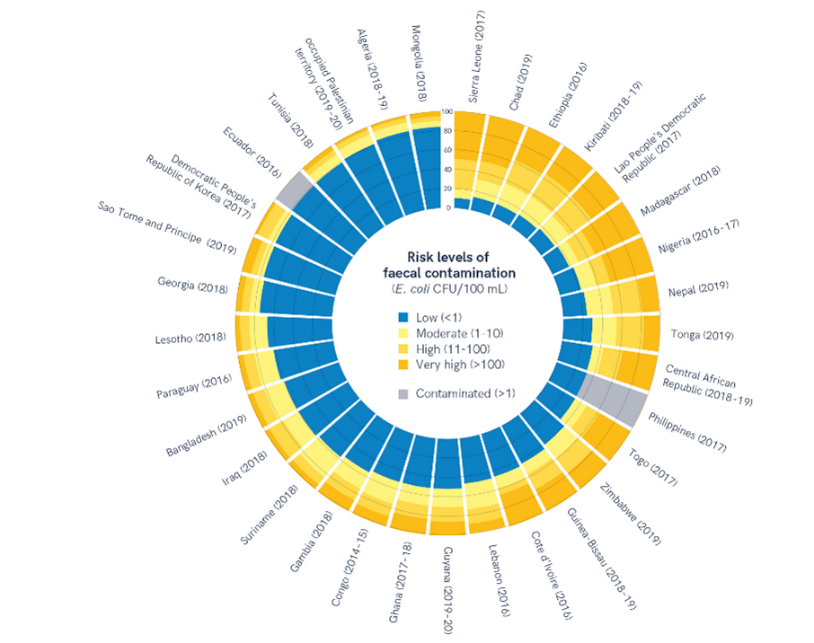 Sierra Leone (2017)
Chad (2019)
Ethiopia (2016)
Kiribati (2018-19)
Lao People's Democratic
Republic (2017)
Madagascar (2018)
Nigeria (2016-17)
Nepal (2019)
Tonga (2019)
Central African
Republic (2018-19)
Philippines (2017)
Togo (2017)
Zimbabwe (2019)
Guinea-Bissau (2018-19)
Cote d'Ivoire (2016)
Lebanon (2016)
Guyana (2019-20)
Ghana (2017-18)
Congo (2014-15)
Gambia (2018)
Suriname (2018)
Iraq (2018)
Bangladesh (2019)
Paraguay (2016)
Lesotho (2018)
Georgia (2018)
Sao Tome and Principe (2019)
Democratic People's
Republic of Korea (2017)
Ecuador (2016)
Tunisia (2018)
occupied Palestinian
territory (2019-20)
Algeria (2018-19)
Mongolia (2018)
100
80
60
40
20
0
Risk levels of
faecal contamination
(E. coli CFU/100 mL)
Low (<1)
Moderate (1-10)
High (11-100)
Very high (>100)
Contaminated (>1)